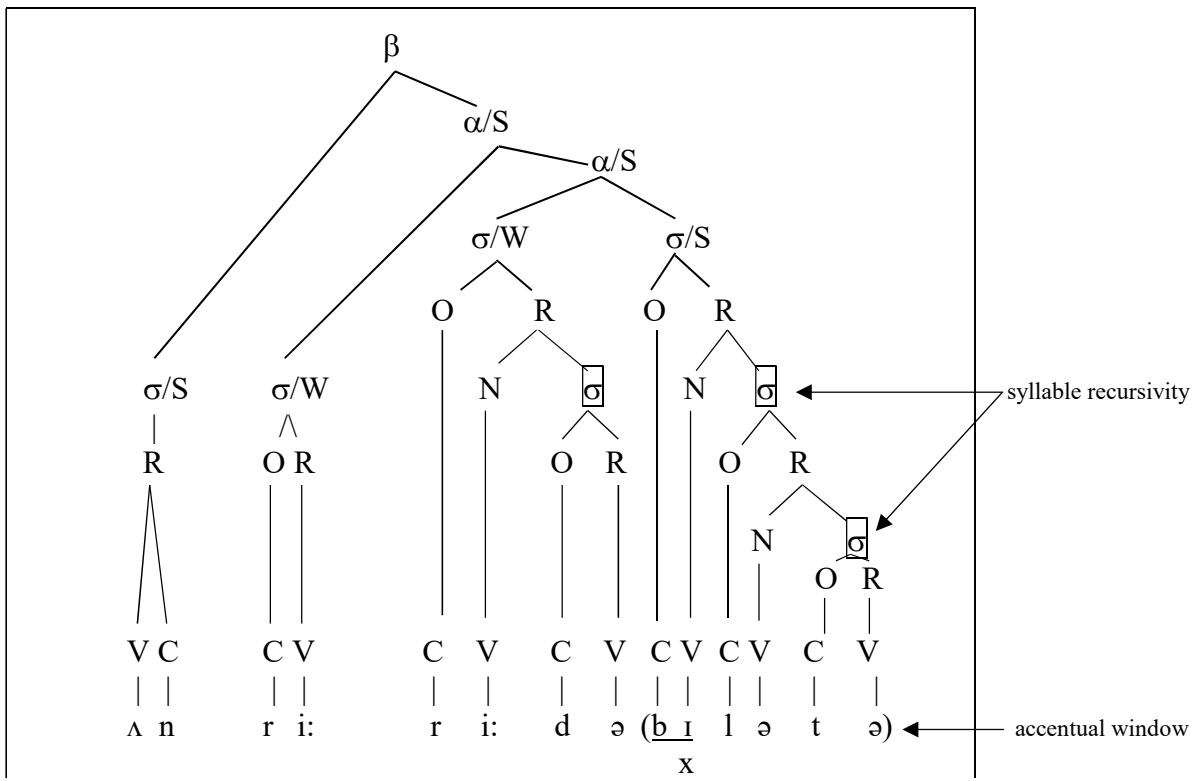 β
α/S
α/S
σ/W σ/S
O R O R
σ/S σ/W N σ N σ syllable recursivity
R O R O R O R
N σ
O R
V C C V C V C V C V C V C V
ʌ n r i: r i: d ə (b ɪ l ə t ə) accentual window
x